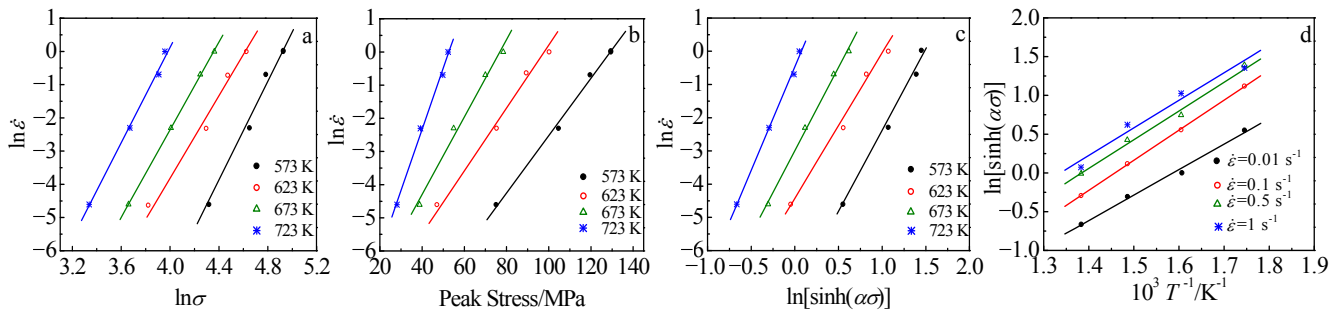 a
1
0
−1
−2
−3
−4
−5
−6
ln ε̇
573 K
623 K
673 K
723 K
3.2 3.6 4.0 4.4 4.8 5.2
lnσ
b
1
0
−1
−2
−3
−4
−5
−6
ln ε̇
573 K
623 K
673 K
723 K
20 40 60 80 100 120 140
Peak Stress/MPa
c
1
0
−1
−2
−3
−4
−5
−6
ln ε̇
573 K
623 K
673 K
723 K
−1.0 −0.5 0.0 0.5 1.0 1.5 2.0
ln[sinh(ασ)]
d
2.0
1.5
1.0
0.5
0.0
−0.5
−1.0
ln[sinh(ασ)]
ε̇=0.01 s⁻¹
ε̇=0.1 s⁻¹
ε̇=0.5 s⁻¹
ε̇=1 s⁻¹
1.3 1.4 1.5 1.6 1.7 1.8 1.9
10³ T⁻¹/K⁻¹